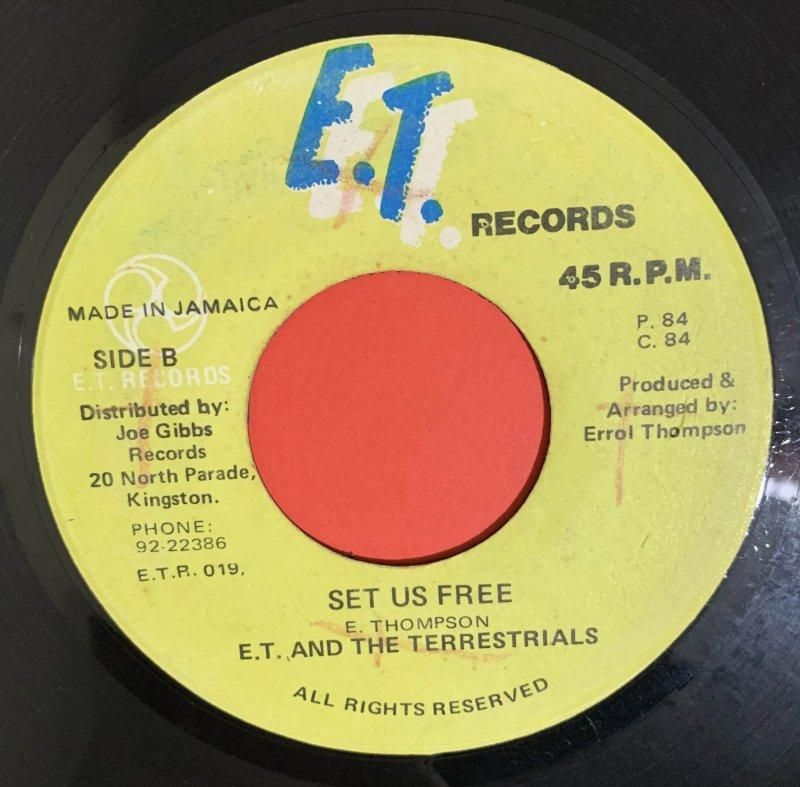 E.T. RECORDS
45 R.P.M.
MADE IN JAMAICA
P. 84
C. 84
SIDE B
E.T. RECORDS
Produced &
Arranged by:
Errol Thompson
Distributed by:
Joe Gibbs
Records
20 North Parade,
Kingston.
PHONE:
92-22386
E.T.R. 019,
SET US FREE
E. THOMPSON
E.T. AND THE TERRESTRIALS
ALL RIGHTS RESERVED